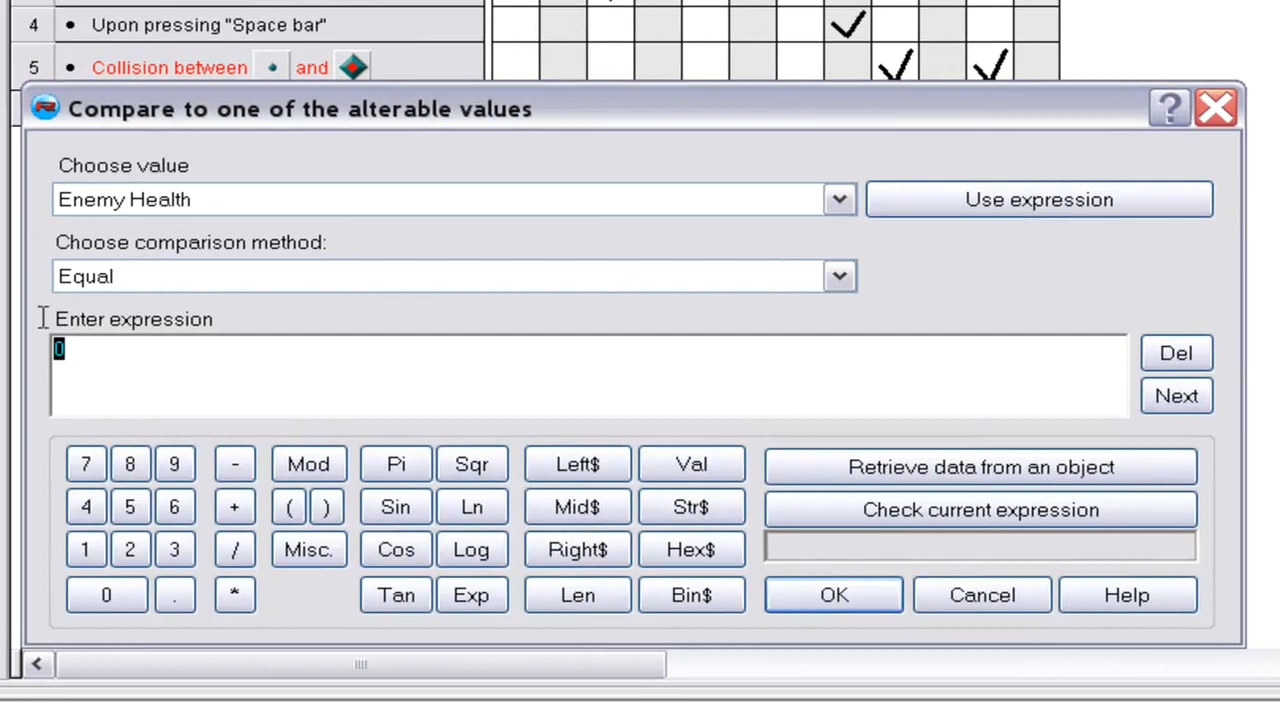 4 • Upon pressing "Space bar"
5 • Collision between and
Compare to one of the alterable values
?
Choose value
Enemy Health
Use expression
Choose comparison method:
Equal
Enter expression
0
Del
Next
7 8 9 - Mod Pi Sqr Left$ Val Retrieve data from an object
4 5 6 + ( ) Sin Ln Mid$ Str$ Check current expression
1 2 3 / Misc. Cos Log Right$ Hex$
0 . * Tan Exp Len Bin$ OK Cancel Help